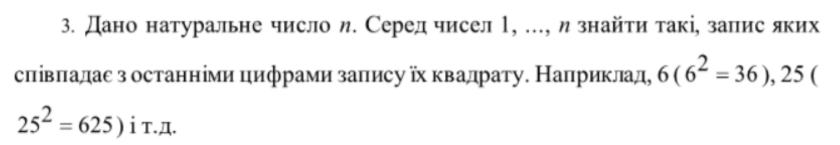 3. Дано натуральне число n. Серед чисел 1, ..., n знайти такі, запис яких
співпадає з останніми цифрами запису їх квадрату. Наприклад, 6 ( 6² = 36 ), 25 (
25² = 625 ) і т.д.